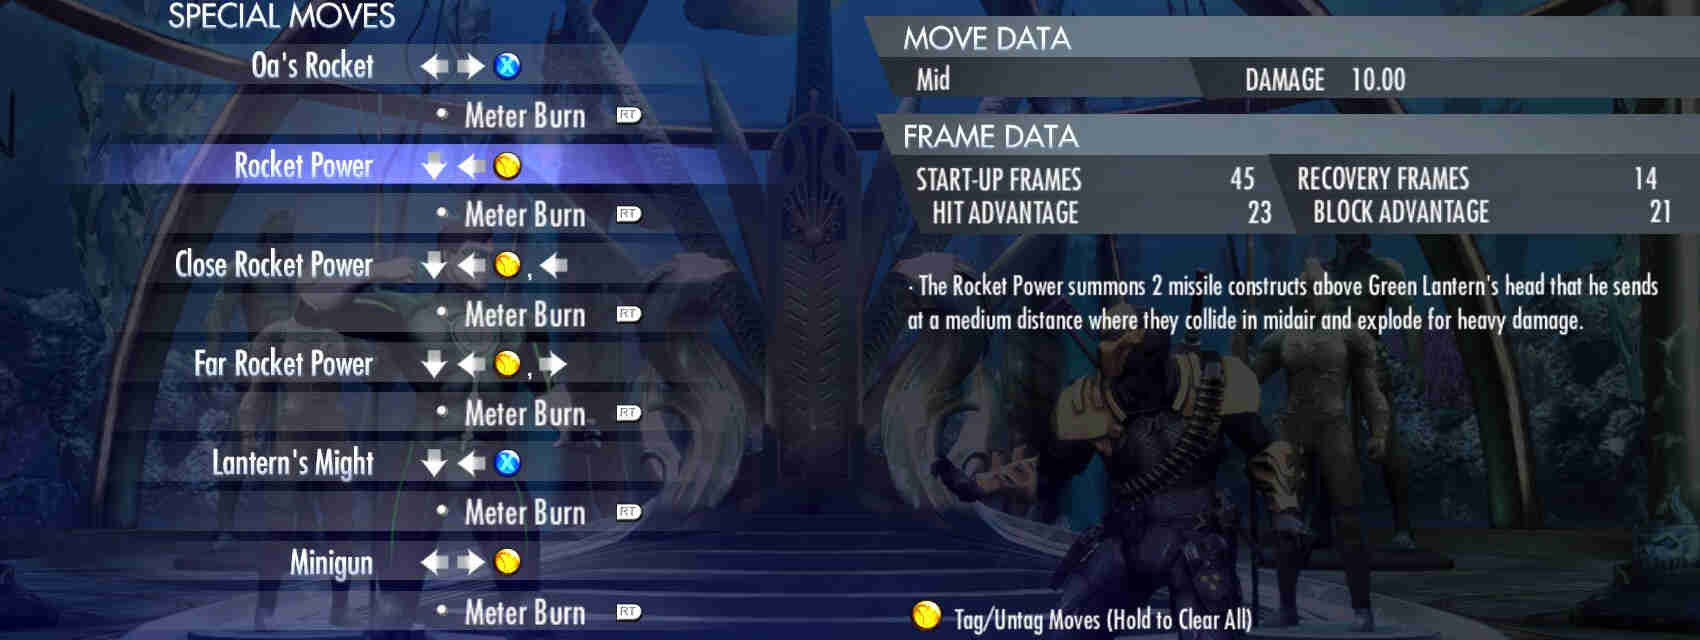 SPECIAL MOVES
Oa's Rocket X
Meter Burn RT
Rocket Power Y
Meter Burn RT
Close Rocket Power Y ,
Meter Burn RT
Far Rocket Power Y ,
Meter Burn RT
Lantern's Might X
Meter Burn RT
Minigun Y
Meter Burn RT
MOVE DATA
Mid DAMAGE 10.00
FRAME DATA
START-UP FRAMES 45 RECOVERY FRAMES 14
HIT ADVANTAGE 23 BLOCK ADVANTAGE 21
· The Rocket Power summons 2 missile constructs above Green Lantern's head that he sends
at a medium distance where they collide in midair and explode for heavy damage.
Y Tag/Untag Moves (Hold to Clear All)